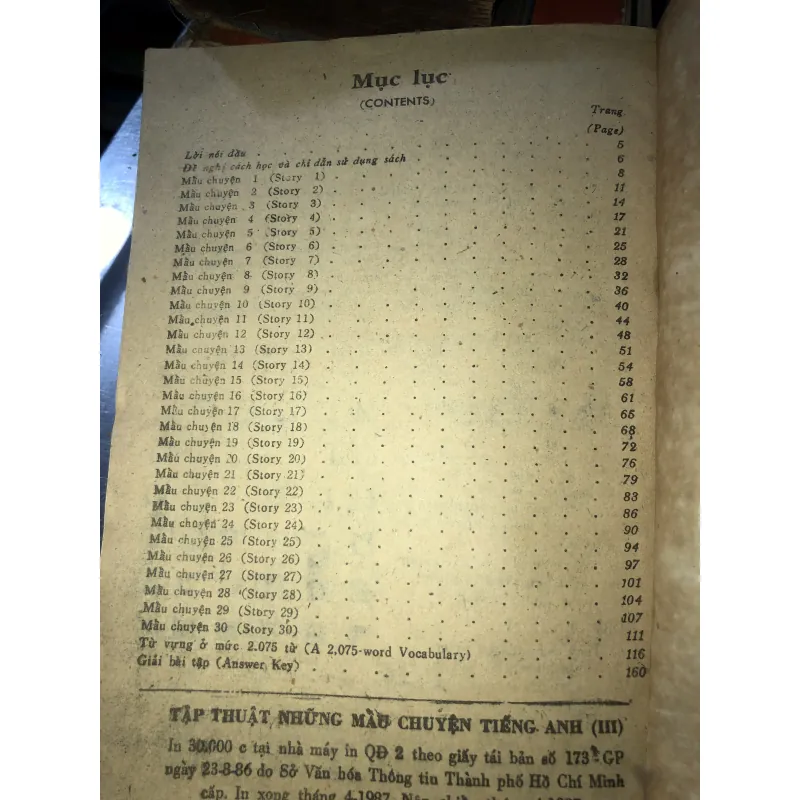 Mục lục
(CONTENTS)
Trang
(Page)
Lời nói đầu . . . . . . . . . . 5
Đề nghị cách học và chỉ dẫn sử dụng sách . . . . . . 6
Mẩu chuyện 1 (Story 1) . . . . . . . . . . 8
Mẩu chuyện 2 (Story 2) . . . . . . . . . . 11
Mẩu chuyện 3 (Story 3) . . . . . . . . . . 14
Mẩu chuyện 4 (Story 4) . . . . . . . . . . 17
Mẩu chuyện 5 (Story 5) . . . . . . . . . . 21
Mẩu chuyện 6 (Story 6) . . . . . . . . . . 25
Mẩu chuyện 7 (Story 7) . . . . . . . . . . 28
Mẩu chuyện 8 (Story 8) . . . . . . . . . . 32
Mẩu chuyện 9 (Story 9) . . . . . . . . . . 36
Mẩu chuyện 10 (Story 10) . . . . . . . . . . 40
Mẩu chuyện 11 (Story 11) . . . . . . . . . . 44
Mẩu chuyện 12 (Story 12) . . . . . . . . . . 48
Mẩu chuyện 13 (Story 13) . . . . . . . . . . 51
Mẩu chuyện 14 (Story 14) . . . . . . . . . . 54
Mẩu chuyện 15 (Story 15) . . . . . . . . . . 58
Mẩu chuyện 16 (Story 16) . . . . . . . . . . 61
Mẩu chuyện 17 (Story 17) . . . . . . . . . . 65
Mẩu chuyện 18 (Story 18) . . . . . . . . . . 68
Mẩu chuyện 19 (Story 19) . . . . . . . . . . 72
Mẩu chuyện 20 (Story 20) . . . . . . . . . . 76
Mẩu chuyện 21 (Story 21) . . . . . . . . . . 79
Mẩu chuyện 22 (Story 22) . . . . . . . . . . 83
Mẩu chuyện 23 (Story 23) . . . . . . . . . . 86
Mẩu chuyện 24 (Story 24) . . . . . . . . . . 90
Mẩu chuyện 25 (Story 25) . . . . . . . . . . 94
Mẩu chuyện 26 (Story 26) . . . . . . . . . . 97
Mẩu chuyện 27 (Story 27) . . . . . . . . . . 101
Mẩu chuyện 28 (Story 28) . . . . . . . . . . 104
Mẩu chuyện 29 (Story 29) . . . . . . . . . . 107
Mẩu chuyện 30 (Story 30) . . . . . . . . . . 111
Từ vựng ở mức 2.075 từ (A 2,075-word Vocabulary) . . . . 116
Giải bài tập (Answer Key) . . . . . . . . . . 160
TẬP THUẬT NHỮNG MẨU CHUYỆN TIẾNG ANH (III)
In 30.000 c tại nhà máy in QĐ 2 theo giấy tái bản số 173 GP
ngày 23-8-86 do Sở Văn hóa Thông tin Thành phố Hồ Chí Minh
cấp. In xong tháng 4-1987.